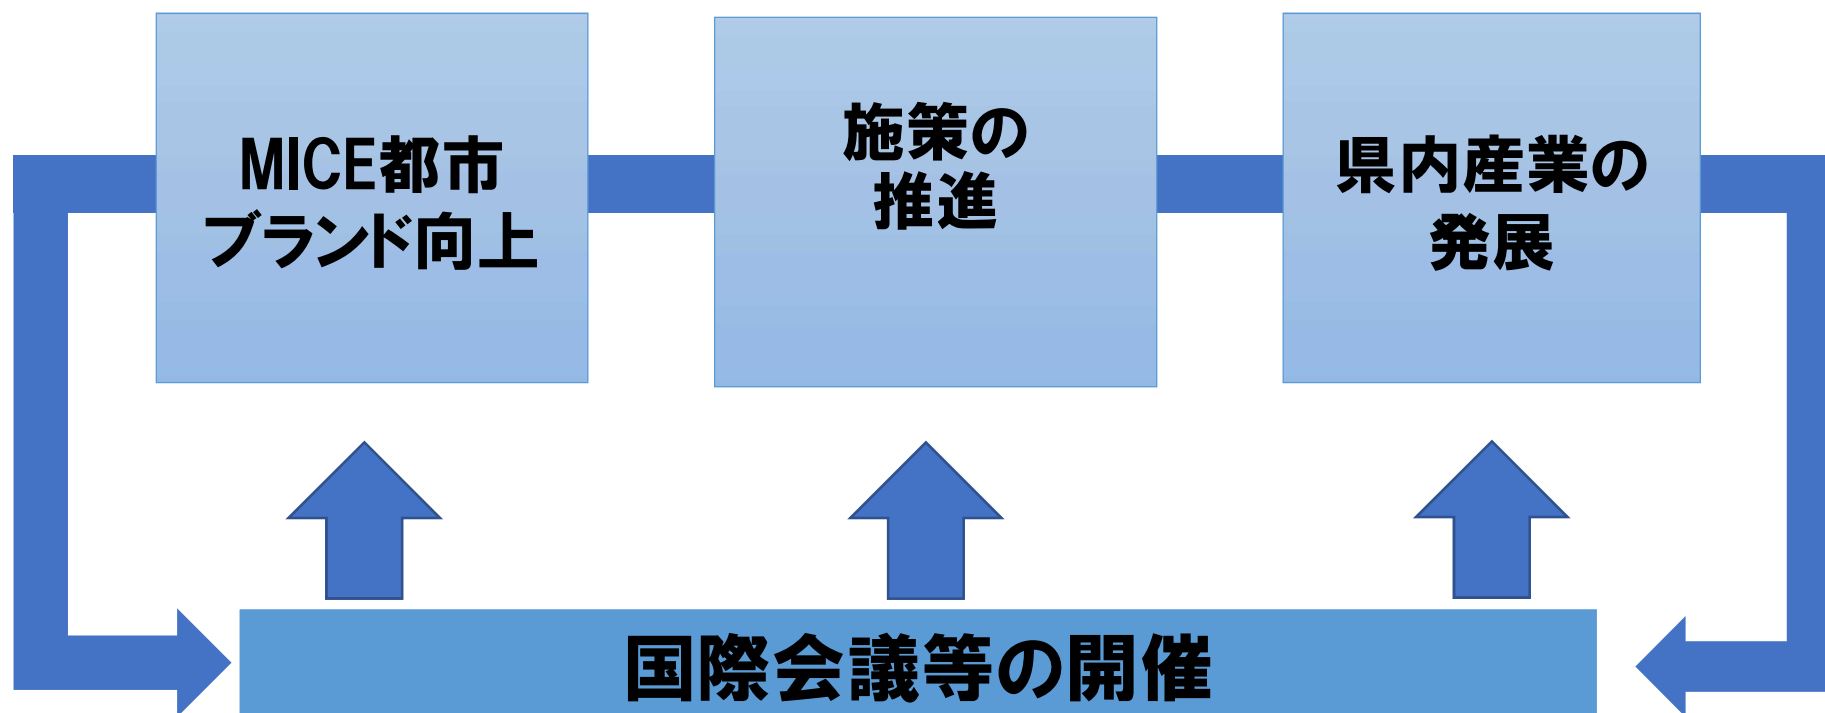 MICE都市
ブランド向上
施策の
推進
県内産業の
発展
国際会議等の開催